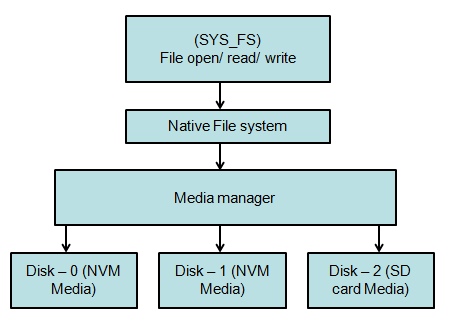 (SYS_FS)
File open/ read/ write
Native File system
Media manager
Disk – 0 (NVM
Media)
Disk – 1 (NVM
Media)
Disk – 2 (SD
card Media)